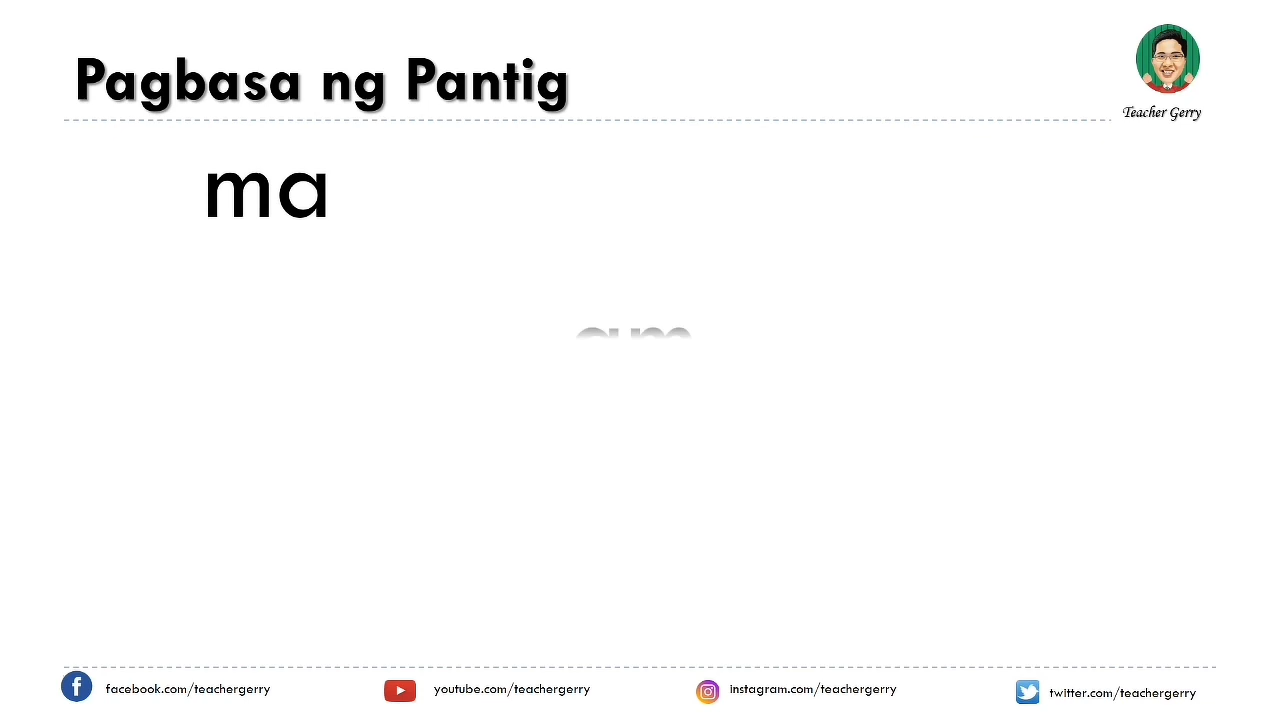 Pagbasa ng Pantig
Teacher Gerry
ma
facebook.com/teachergerry
youtube.com/teachergerry
instagram.com/teachergerry
twitter.com/teachergerry